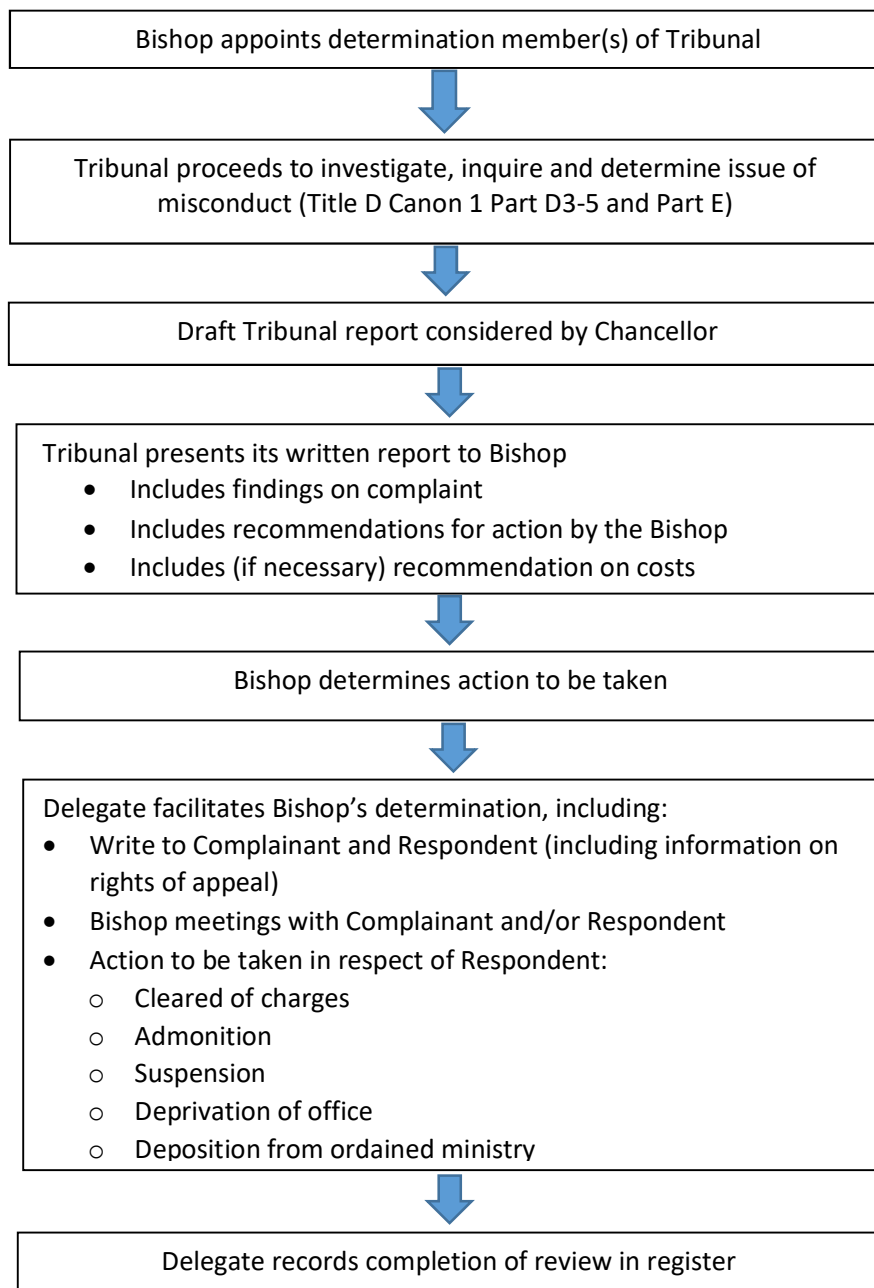 Bishop appoints determination member(s) of Tribunal
Tribunal proceeds to investigate, inquire and determine issue of
misconduct (Title D Canon 1 Part D3-5 and Part E)
Draft Tribunal report considered by Chancellor
Tribunal presents its written report to Bishop
• Includes findings on complaint
• Includes recommendations for action by the Bishop
• Includes (if necessary) recommendation on costs
Bishop determines action to be taken
Delegate facilitates Bishop’s determination, including:
• Write to Complainant and Respondent (including information on
rights of appeal)
• Bishop meetings with Complainant and/or Respondent
• Action to be taken in respect of Respondent:
o Cleared of charges
o Admonition
o Suspension
o Deprivation of office
o Deposition from ordained ministry
Delegate records completion of review in register